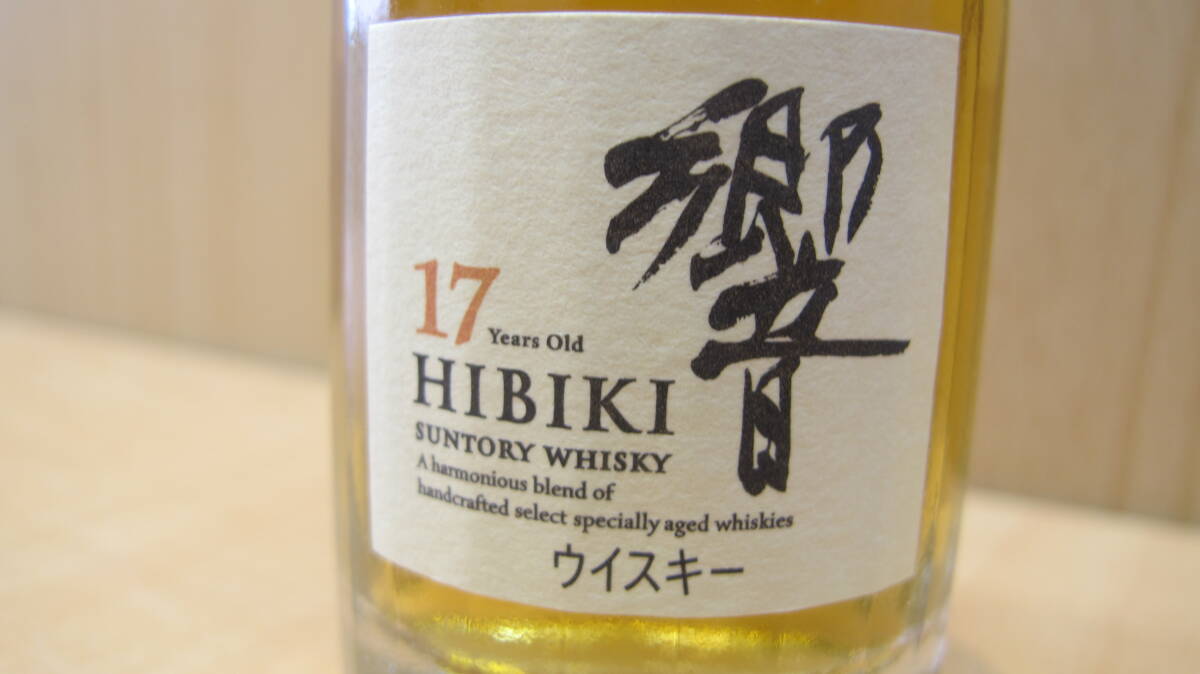 響
17 Years Old
HIBIKI
SUNTORY WHISKY
A harmonious blend of
handcrafted select specially aged whiskies
ウイスキー